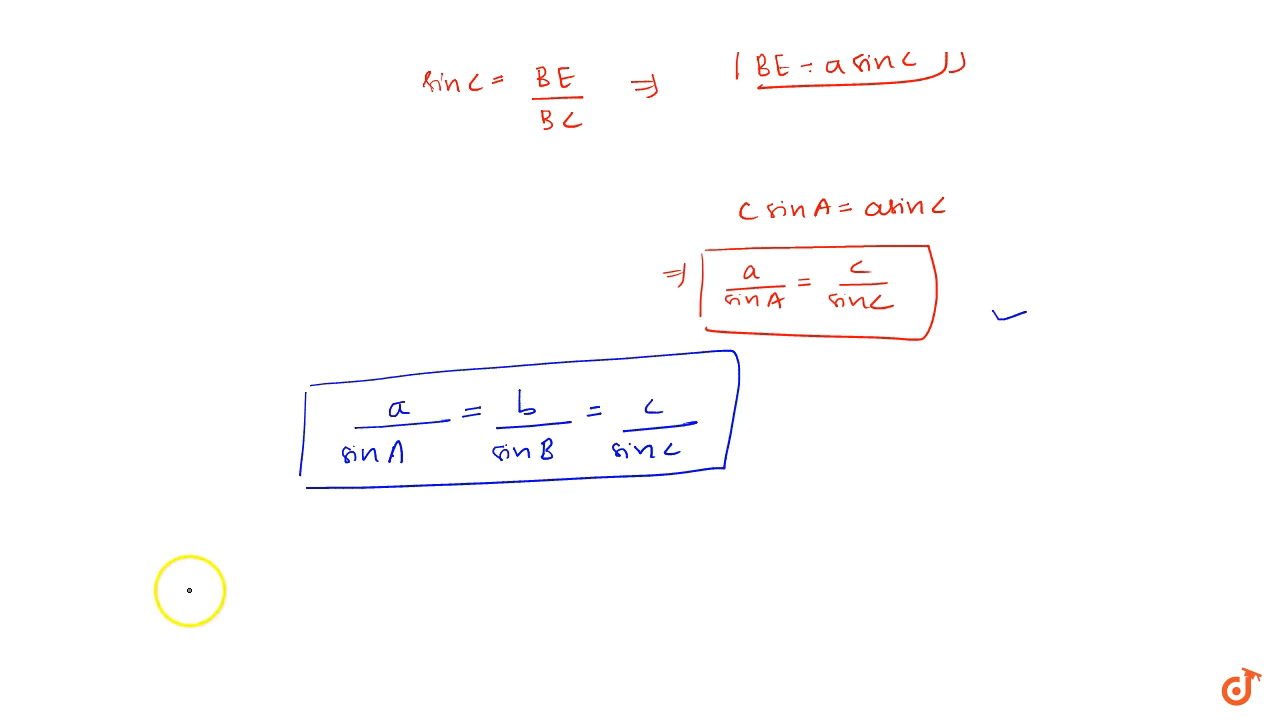 sin C = BE/BC ⇒ BE = a sin C
c sin A = a sin C
⇒ a/sin A = c/sin C
a/sin A = b/sin B = c/sin C